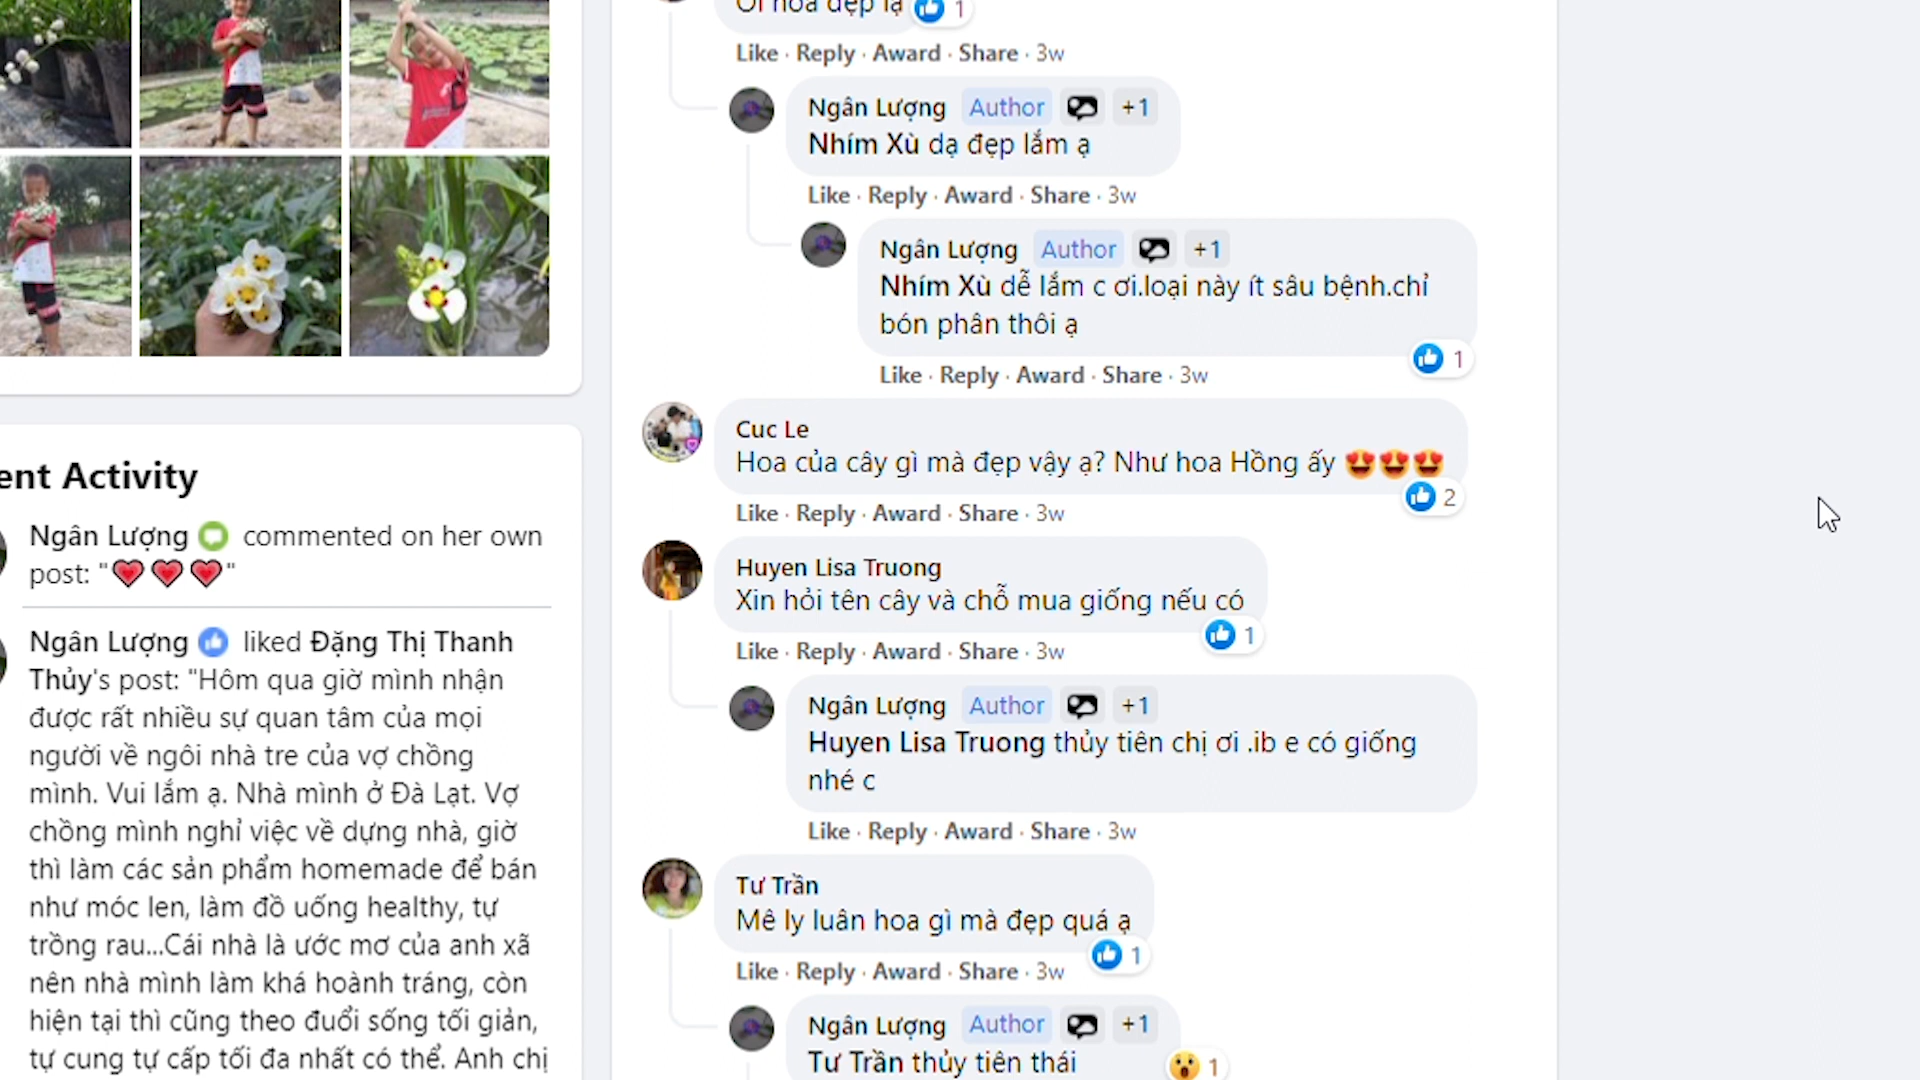 Ơi hoa đẹp lạ 1
Like · Reply · Award · Share · 3w
Ngân Lượng Author +1
Nhím Xù dạ đẹp lắm ạ
Like · Reply · Award · Share · 3w
Ngân Lượng Author +1
Nhím Xù dễ lắm c ơi.loại này ít sâu bệnh.chỉ
bón phân thôi ạ
1
Like · Reply · Award · Share · 3w
Cuc Le
Hoa của cây gì mà đẹp vậy ạ? Như hoa Hồng ấy 😍😍😍
2
Like · Reply · Award · Share · 3w
Huyen Lisa Truong
Xin hỏi tên cây và chỗ mua giống nếu có
1
Like · Reply · Award · Share · 3w
Ngân Lượng Author +1
Huyen Lisa Truong thủy tiên chị ơi .ib e có giống
nhé c
Like · Reply · Award · Share · 3w
Tư Trần
Mê ly luân hoa gì mà đẹp quá ạ
1
Like · Reply · Award · Share · 3w
Ngân Lượng Author +1
Tư Trần thủy tiên thái
1
ent Activity
Ngân Lượng commented on her own
post: "❤❤❤"
Ngân Lượng liked Đặng Thị Thanh
Thủy's post: "Hôm qua giờ mình nhận
được rất nhiều sự quan tâm của mọi
người về ngôi nhà tre của vợ chồng
mình. Vui lắm ạ. Nhà mình ở Đà Lạt. Vợ
chồng mình nghỉ việc về dựng nhà, giờ
thì làm các sản phẩm homemade để bán
như móc len, làm đồ uống healthy, tự
trồng rau...Cái nhà là ước mơ của anh xã
nên nhà mình làm khá hoành tráng, còn
hiện tại thì cũng theo đuổi sống tối giản,
tự cung tự cấp tối đa nhất có thể. Anh chị